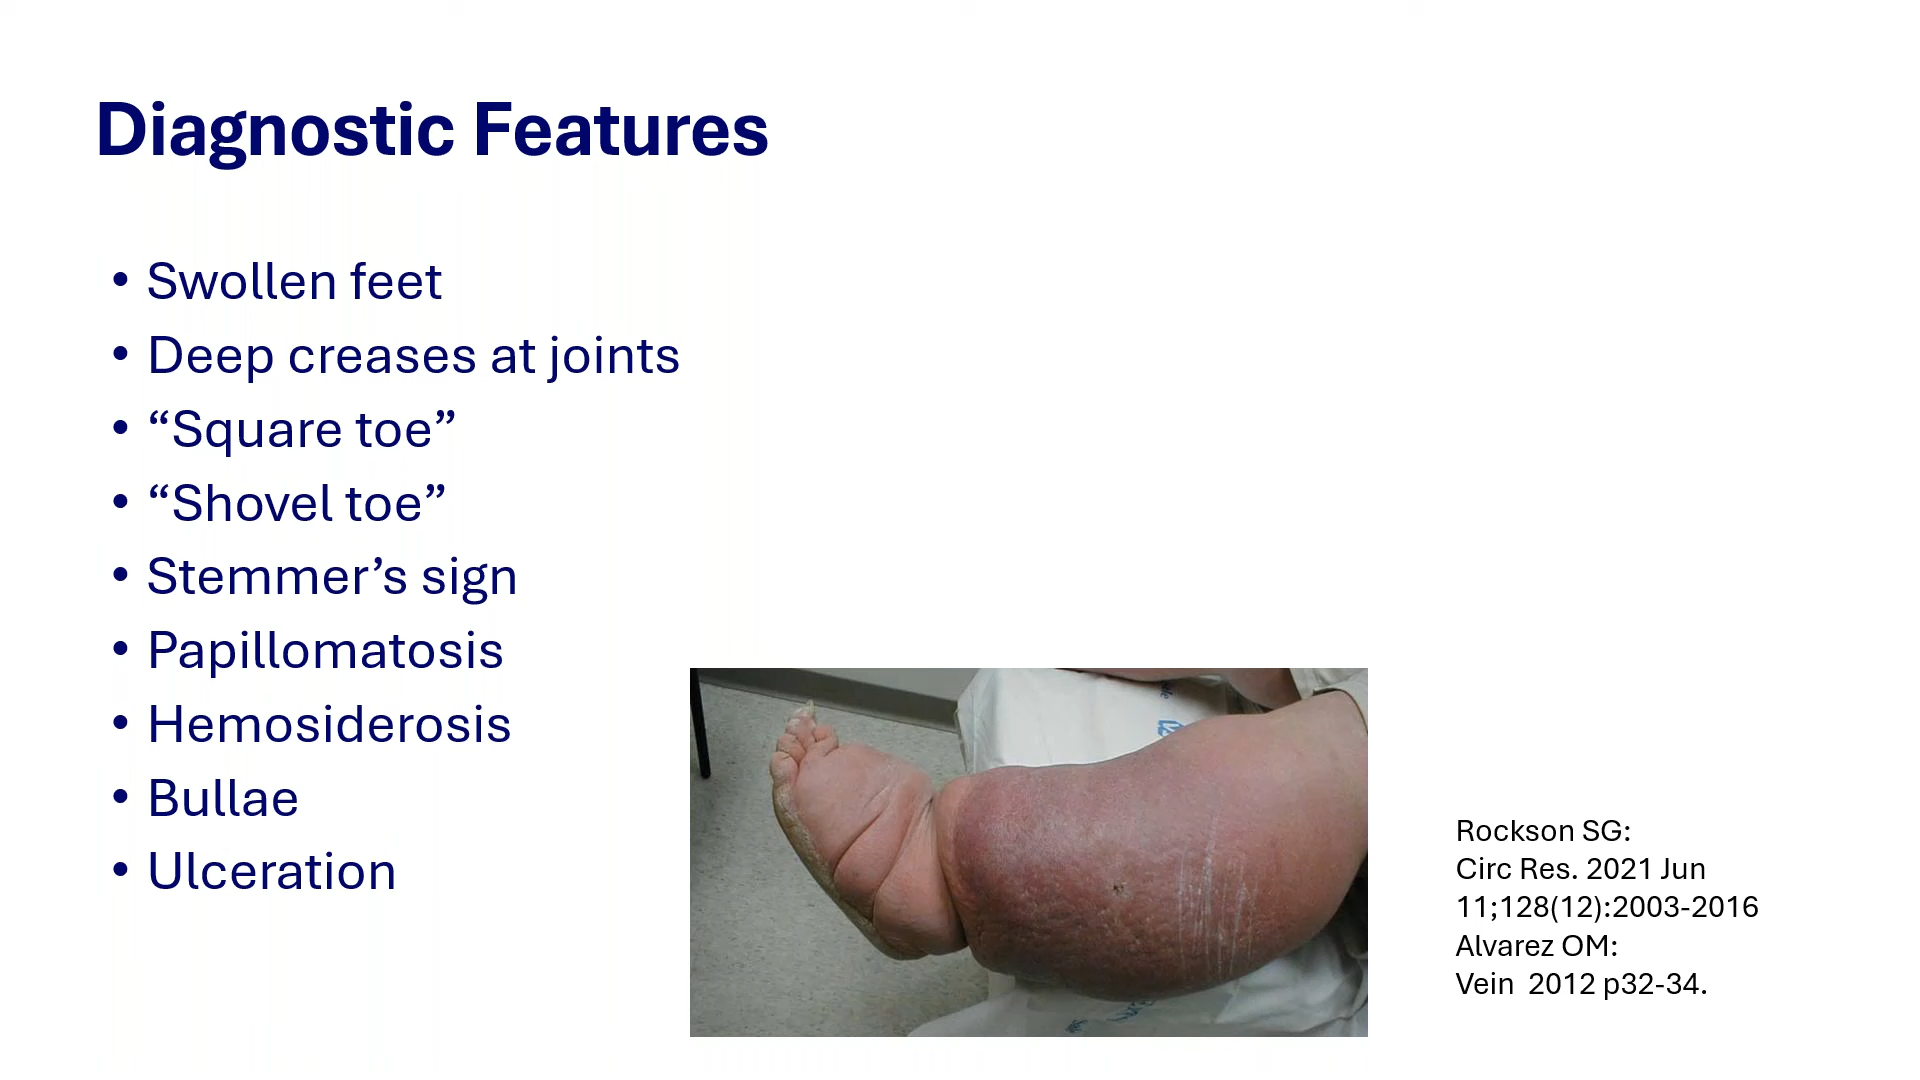 Diagnostic Features
• Swollen feet
• Deep creases at joints
• “Square toe”
• “Shovel toe”
• Stemmer’s sign
• Papillomatosis
• Hemosiderosis
• Bullae
• Ulceration
Rockson SG:
Circ Res. 2021 Jun
11;128(12):2003-2016
Alvarez OM:
Vein  2012 p32-34.